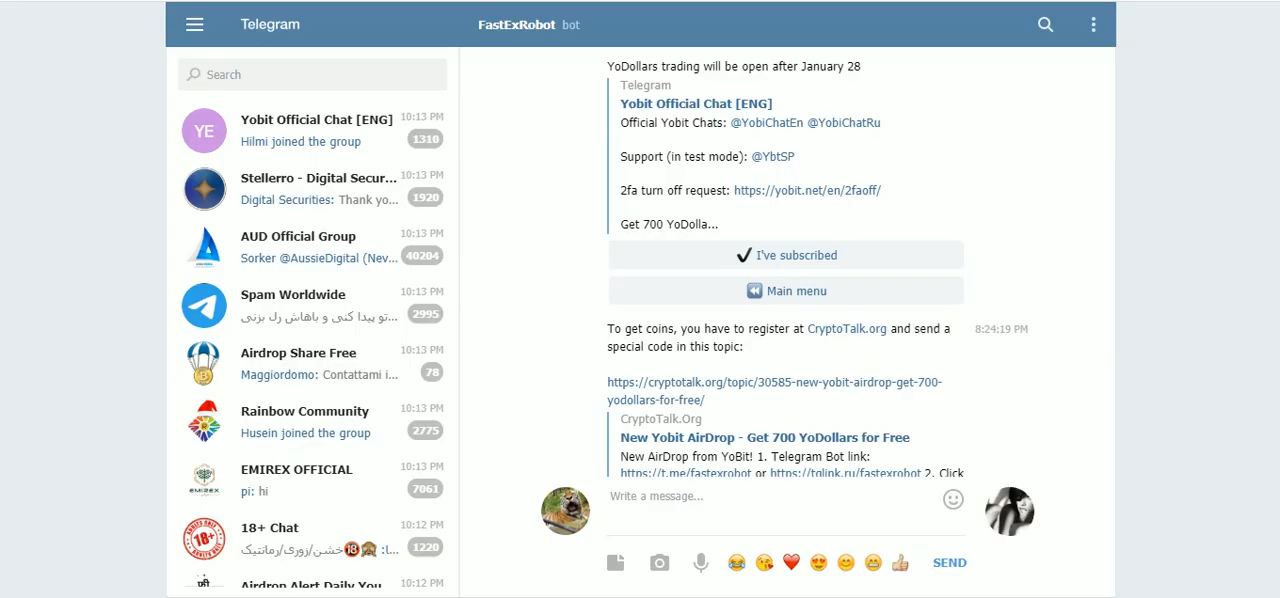 Telegram
FastExRobot bot
Search
YE
Yobit Official Chat [ENG] 10:13 PM
Hilmi joined the group 1310
Stellerro - Digital Secur... 10:13 PM
Digital Securities: Thank yo... 1920
AUD Official Group 10:13 PM
Sorker @AussieDigital (Nev... 40204
Spam Worldwide 10:13 PM
تو پیدا کنی و باهاش رل بزنی... 2995
Airdrop Share Free 10:13 PM
Maggiordomo: Contattami i... 78
Rainbow Community 10:13 PM
Husein joined the group 2775
EMIREX OFFICIAL 10:13 PM
EMIREX
pi: hi 7061
18+ Chat 10:12 PM
18+
خشن/زوری/رمانتیک 1220
Airdrop Alert Daily You 10:12 PM
YoDollars trading will be open after January 28
Telegram
Yobit Official Chat [ENG]
Official Yobit Chats: @YobiChatEn @YobiChatRu
Support (in test mode): @YbtSP
2fa turn off request: https://yobit.net/en/2faoff/
Get 700 YoDolla...
✔ I've subscribed
⏪ Main menu
To get coins, you have to register at CryptoTalk.org and send a 8:24:19 PM
special code in this topic:
https://cryptotalk.org/topic/30585-new-yobit-airdrop-get-700-
yodollars-for-free/
CryptoTalk.Org
New Yobit AirDrop - Get 700 YoDollars for Free
New AirDrop from YoBit! 1. Telegram Bot link:
https://t.me/fastexrobot or https://tglink.ru/fastexrobot 2. Click
Write a message...
SEND